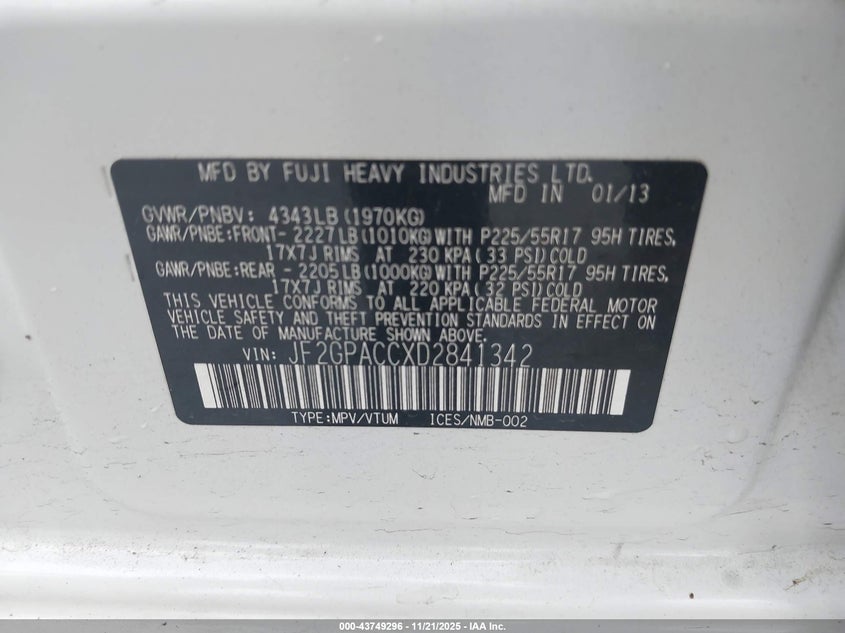 MFD BY FUJI HEAVY INDUSTRIES LTD.
MFD IN 01/13
GVWR/PNBV: 4343LB(1970KG)
GAWR/PNBE:FRONT- 2227LB(1010KG)WITH P225/55R17 95H TIRES,
17X7J RIMS AT 230 KPA( 33 PSI)COLD
GAWR/PNBE:REAR - 2205LB(1000KG)WITH P225/55R17 95H TIRES,
17X7J RIMS AT 220 KPA( 32 PSI)COLD
THIS VEHICLE CONFORMS TO ALL APPLICABLE FEDERAL MOTOR
VEHICLE SAFETY AND THEFT PREVENTION STANDARDS IN EFFECT ON
THE DATE OF MANUFACTURE SHOWN ABOVE.
VIN: JF2GPACCXD2841342
TYPE:MPV/VTUM ICES/NMB-002
000-43749296 - 11/21/2025 - IAA Inc.